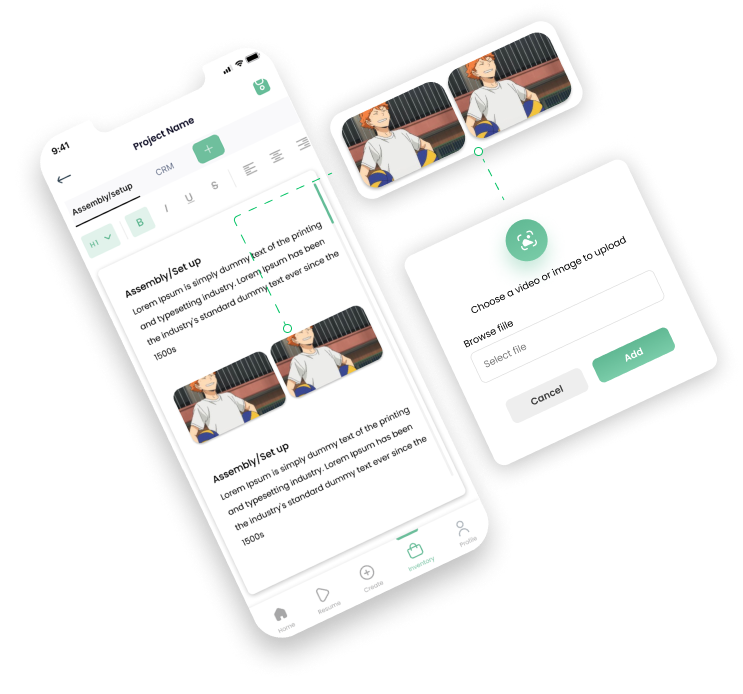 9:41
Project Name
Assembly/setup
CRM
H1
B
I
U
S
Assembly/Set up
Lorem Ipsum is simply dummy text of the printing
and typesetting industry. Lorem Ipsum has been
the industry's standard dummy text ever since the
1500s
Assembly/Set up
Lorem Ipsum is simply dummy text of the printing
and typesetting industry. Lorem Ipsum has been
the industry's standard dummy text ever since the
1500s
Home
Resume
Create
Inventory
Profile
Choose a video or image to upload
Browse fiile
Select file
Cancel
Add